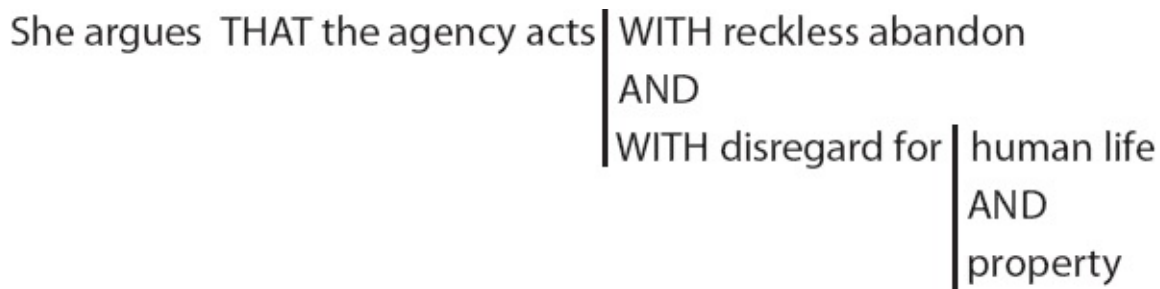 She argues THAT the agency acts WITH reckless abandon
AND
WITH disregard for human life
AND
property